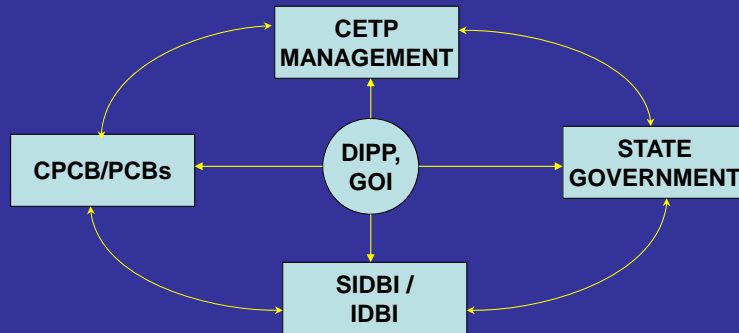 CETP
MANAGEMENT
CPCB/PCBs
DIPP,
GOI
STATE
GOVERNMENT
SIDBI /
IDBI